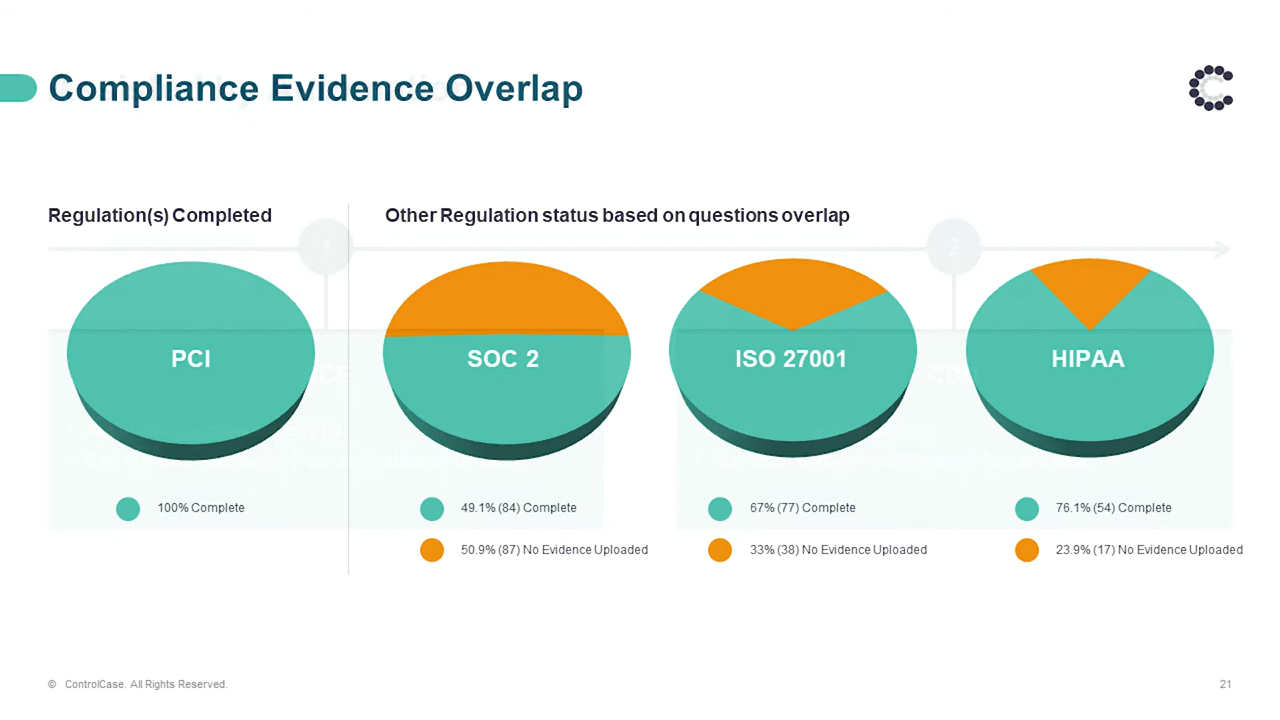 Compliance Evidence Overlap
Regulation(s) Completed
Other Regulation status based on questions overlap
PCI
SOC 2
ISO 27001
HIPAA
100% Complete
49.1% (84) Complete
67% (77) Complete
76.1% (54) Complete
50.9% (87) No Evidence Uploaded
33% (38) No Evidence Uploaded
23.9% (17) No Evidence Uploaded
© ControlCase. All Rights Reserved.
21